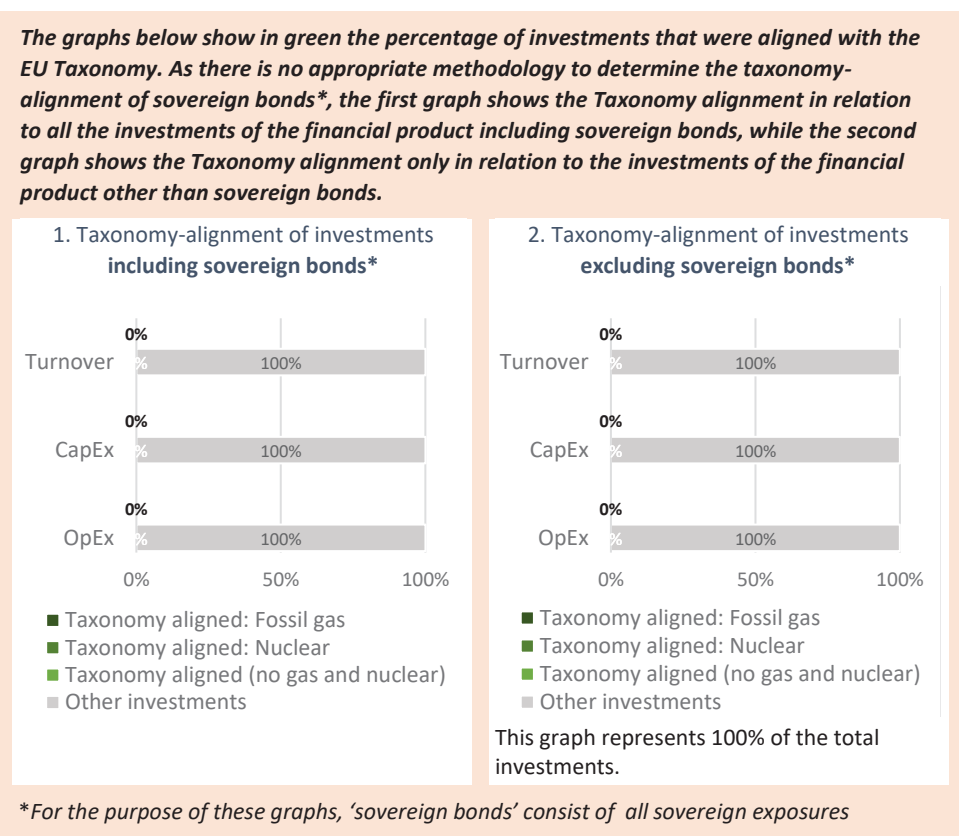 The graphs below show in green the percentage of investments that were aligned with the
EU Taxonomy. As there is no appropriate methodology to determine the taxonomy-
alignment of sovereign bonds*, the first graph shows the Taxonomy alignment in relation
to all the investments of the financial product including sovereign bonds, while the second
graph shows the Taxonomy alignment only in relation to the investments of the financial
product other than sovereign bonds.
1. Taxonomy-alignment of investments
including sovereign bonds*
0%
Turnover % 100%
0%
CapEx % 100%
0%
OpEx % 100%
0% 50% 100%
Taxonomy aligned: Fossil gas
Taxonomy aligned: Nuclear
Taxonomy aligned (no gas and nuclear)
Other investments
2. Taxonomy-alignment of investments
excluding sovereign bonds*
0%
Turnover % 100%
0%
CapEx % 100%
0%
OpEx % 100%
0% 50% 100%
Taxonomy aligned: Fossil gas
Taxonomy aligned: Nuclear
Taxonomy aligned (no gas and nuclear)
Other investments
This graph represents 100% of the total
investments.
*For the purpose of these graphs, ‘sovereign bonds’ consist of all sovereign exposures